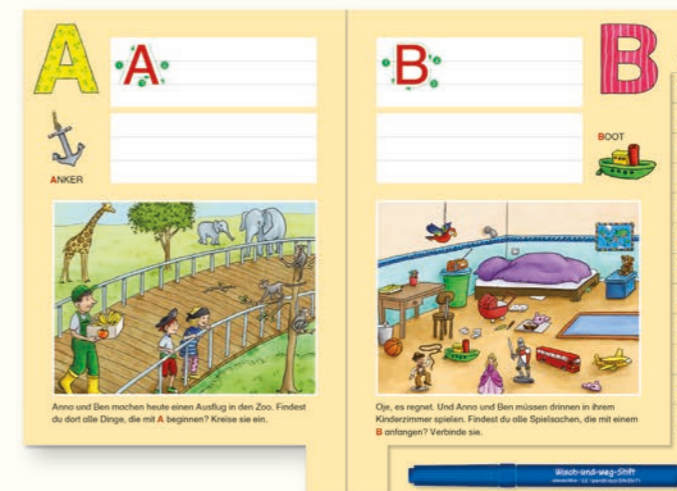 A
A
ANKER
Anna und Ben machen heute einen Ausflug in den Zoo. Findest
du dort alle Dinge, die mit A beginnen? Kreise sie ein.
B
B
BOOT
Oje, es regnet. Und Anna und Ben müssen drinnen in ihrem
Kinderzimmer spielen. Findest du alle Spielsachen, die mit einem
B anfangen? Verbinde sie.
Wisch-und-weg-Stift